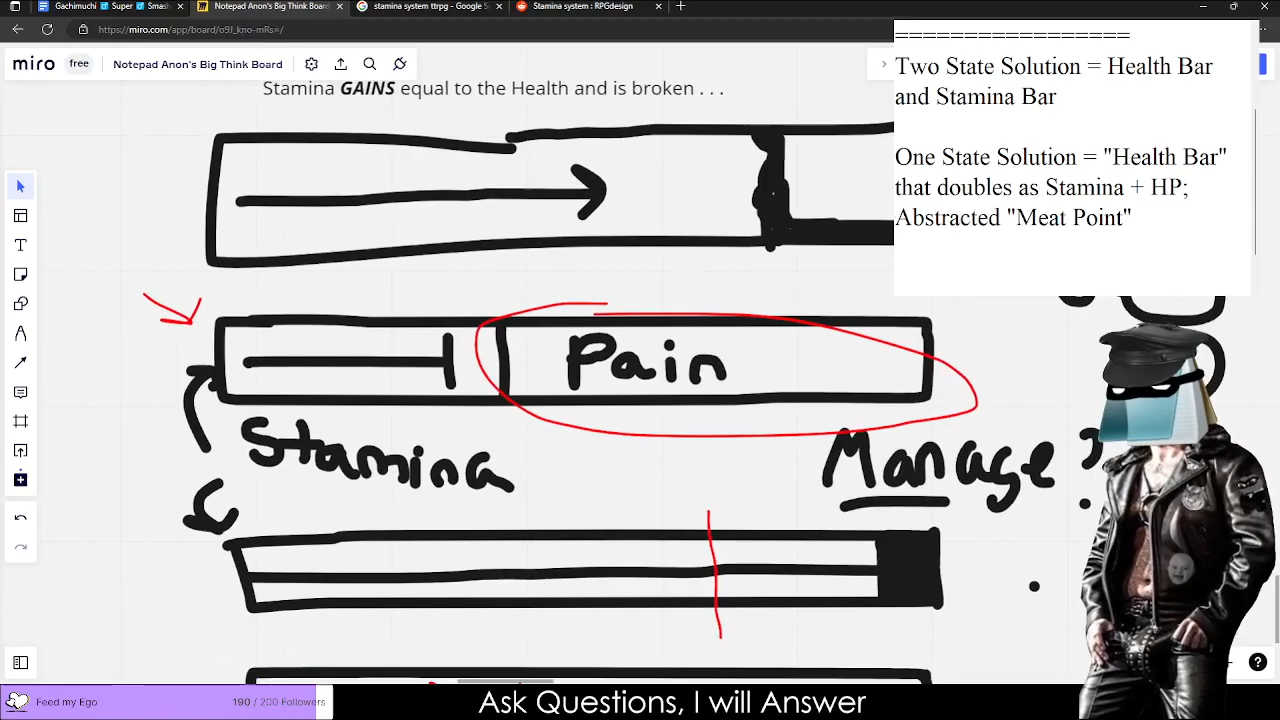 Gachimuchi
Super
Smash
Notepad Anon's Big Think Board
stamina system ttrpg - Google S
Stamina system : RPGdesign
https://miro.com/app/board/o9J_kno-mRs=/
miro
free
Notepad Anon's Big Think Board
=================
Two State Solution = Health Bar
and Stamina Bar
One State Solution = "Health Bar"
that doubles as Stamina + HP;
Abstracted "Meat Point"
Stamina GAINS equal to the Health and is broken . . .
Pain
Stamina
Manage ?
Feed my Ego
190 / 200 Followers
Ask Questions, I will Answer